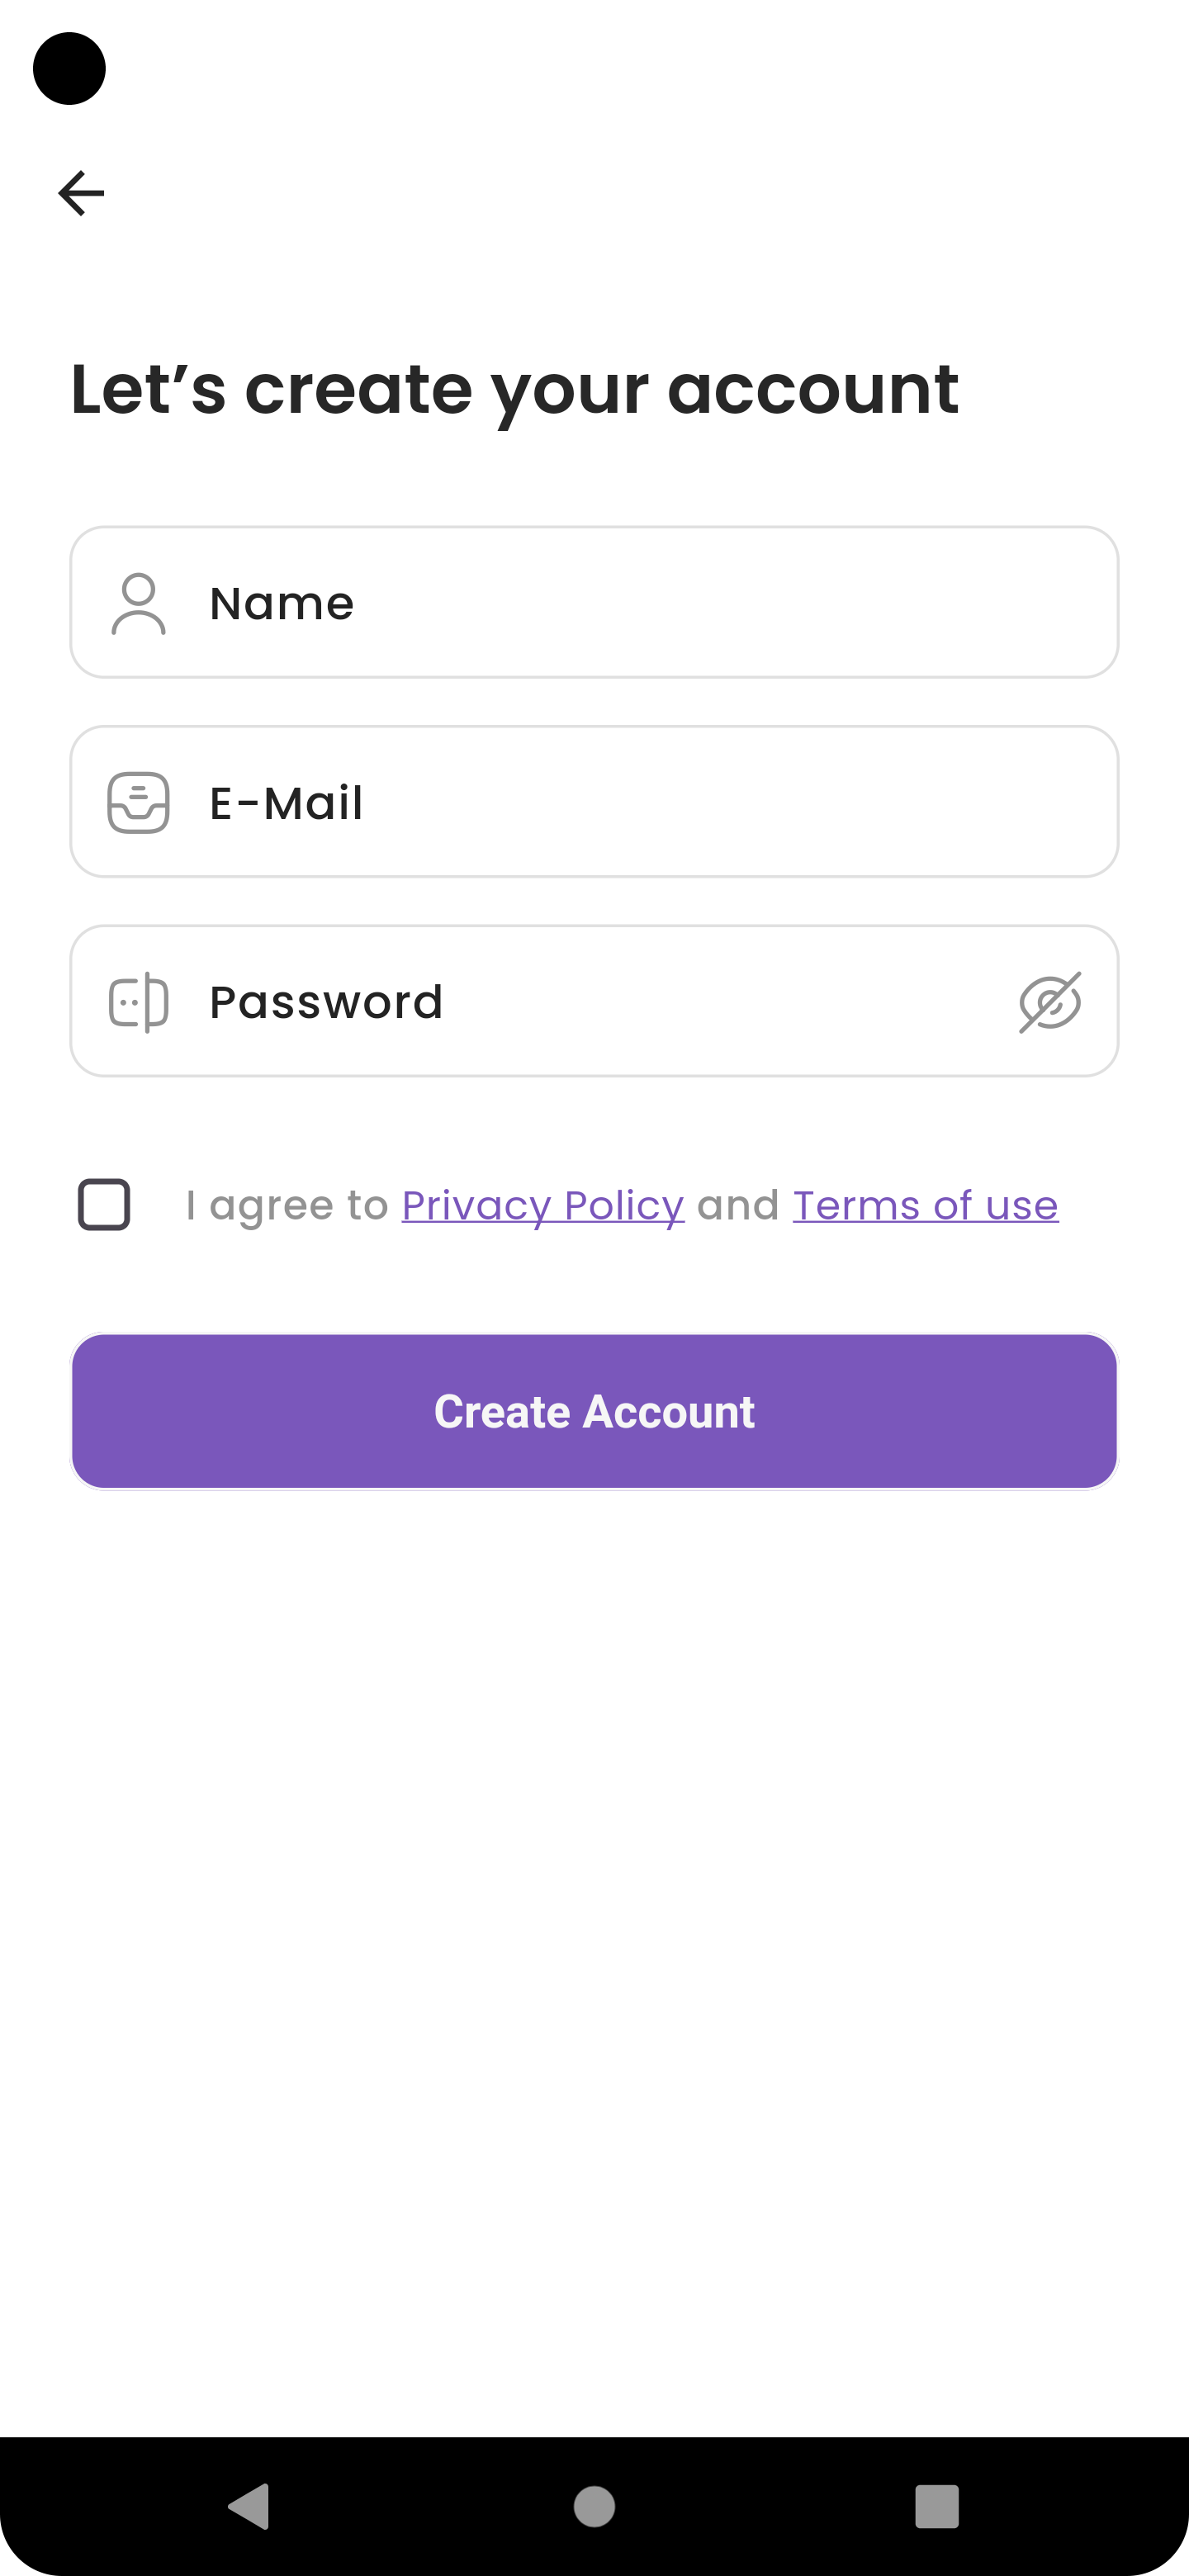 Let’s create your account
Name
E-Mail
Password
I agree to Privacy Policy and Terms of use
Create Account